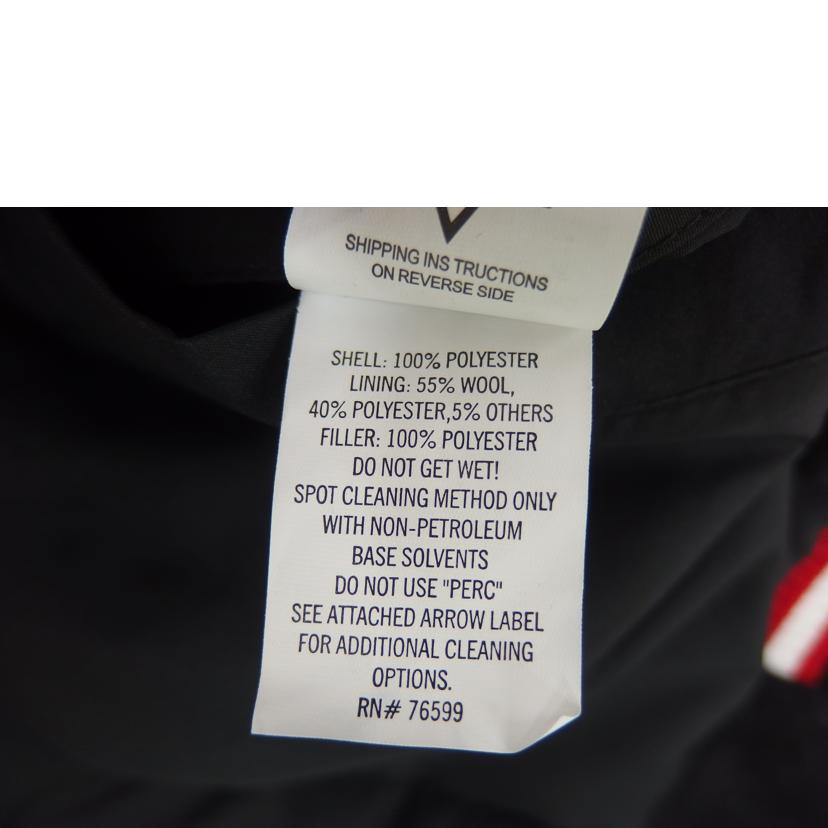 SHIPPING INS TRUCTIONS
ON REVERSE SIDE
SHELL: 100% POLYESTER
LINING: 55% WOOL,
40% POLYESTER,5% OTHERS
FILLER: 100% POLYESTER
DO NOT GET WET!
SPOT CLEANING METHOD ONLY
WITH NON-PETROLEUM
BASE SOLVENTS
DO NOT USE "PERC"
SEE ATTACHED ARROW LABEL
FOR ADDITIONAL CLEANING
OPTIONS.
RN# 76599